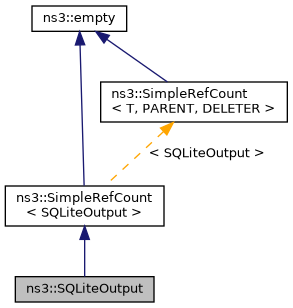 ns3::empty
ns3::SimpleRefCount
< T, PARENT, DELETER >
< SQLiteOutput >
ns3::SimpleRefCount
< SQLiteOutput >
ns3::SQLiteOutput